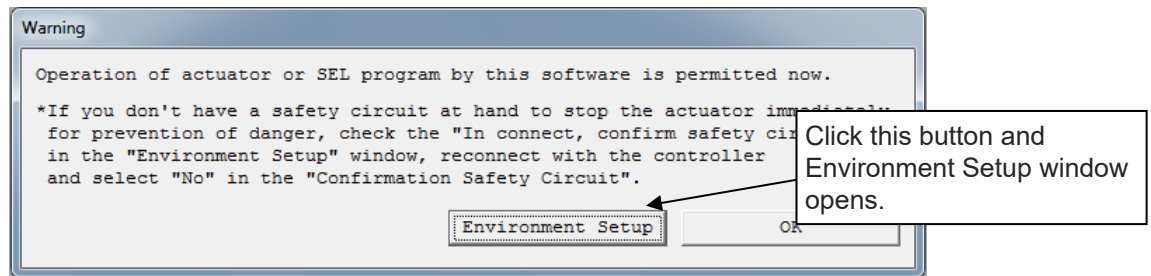 Warning
Operation of actuator or SEL program by this software is permitted now.
*If you don't have a safety circuit at hand to stop the actuator immediately
for prevention of danger, check the "In connect, confirm safety
in the "Environment Setup" window, reconnect with the controller
and select "No" in the "Confirmation Safety Circuit".
Click this button and
Environment Setup window
opens.
Environment Setup
OK